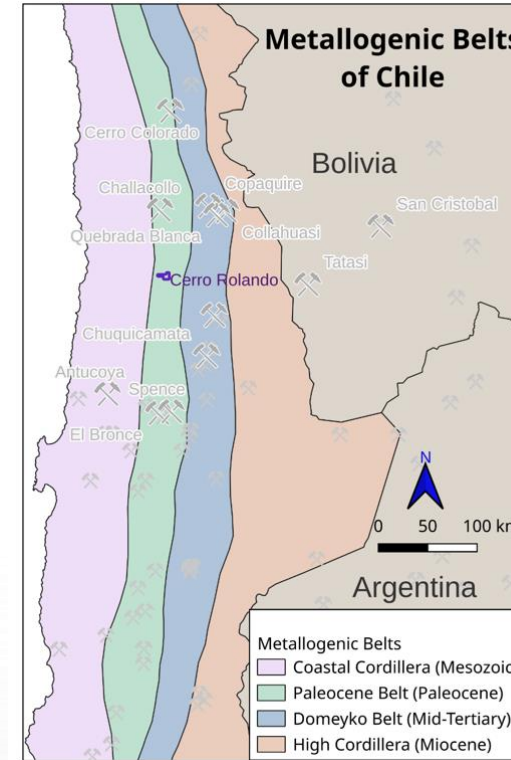 Metallogenic Belts
of Chile
Cerro Colorado
Bolivia
Challacollo
Copaquire
San Cristobal
Quebrada Blanca
Collahuasi
Tatasi
Cerro Rolando
Chuquicamata
Antucoya
Spence
El Bronce
N
0 50 100 km
Argentina
Metallogenic Belts
Coastal Cordillera (Mesozoic
Paleocene Belt (Paleocene)
Domeyko Belt (Mid-Tertiary)
High Cordillera (Miocene)